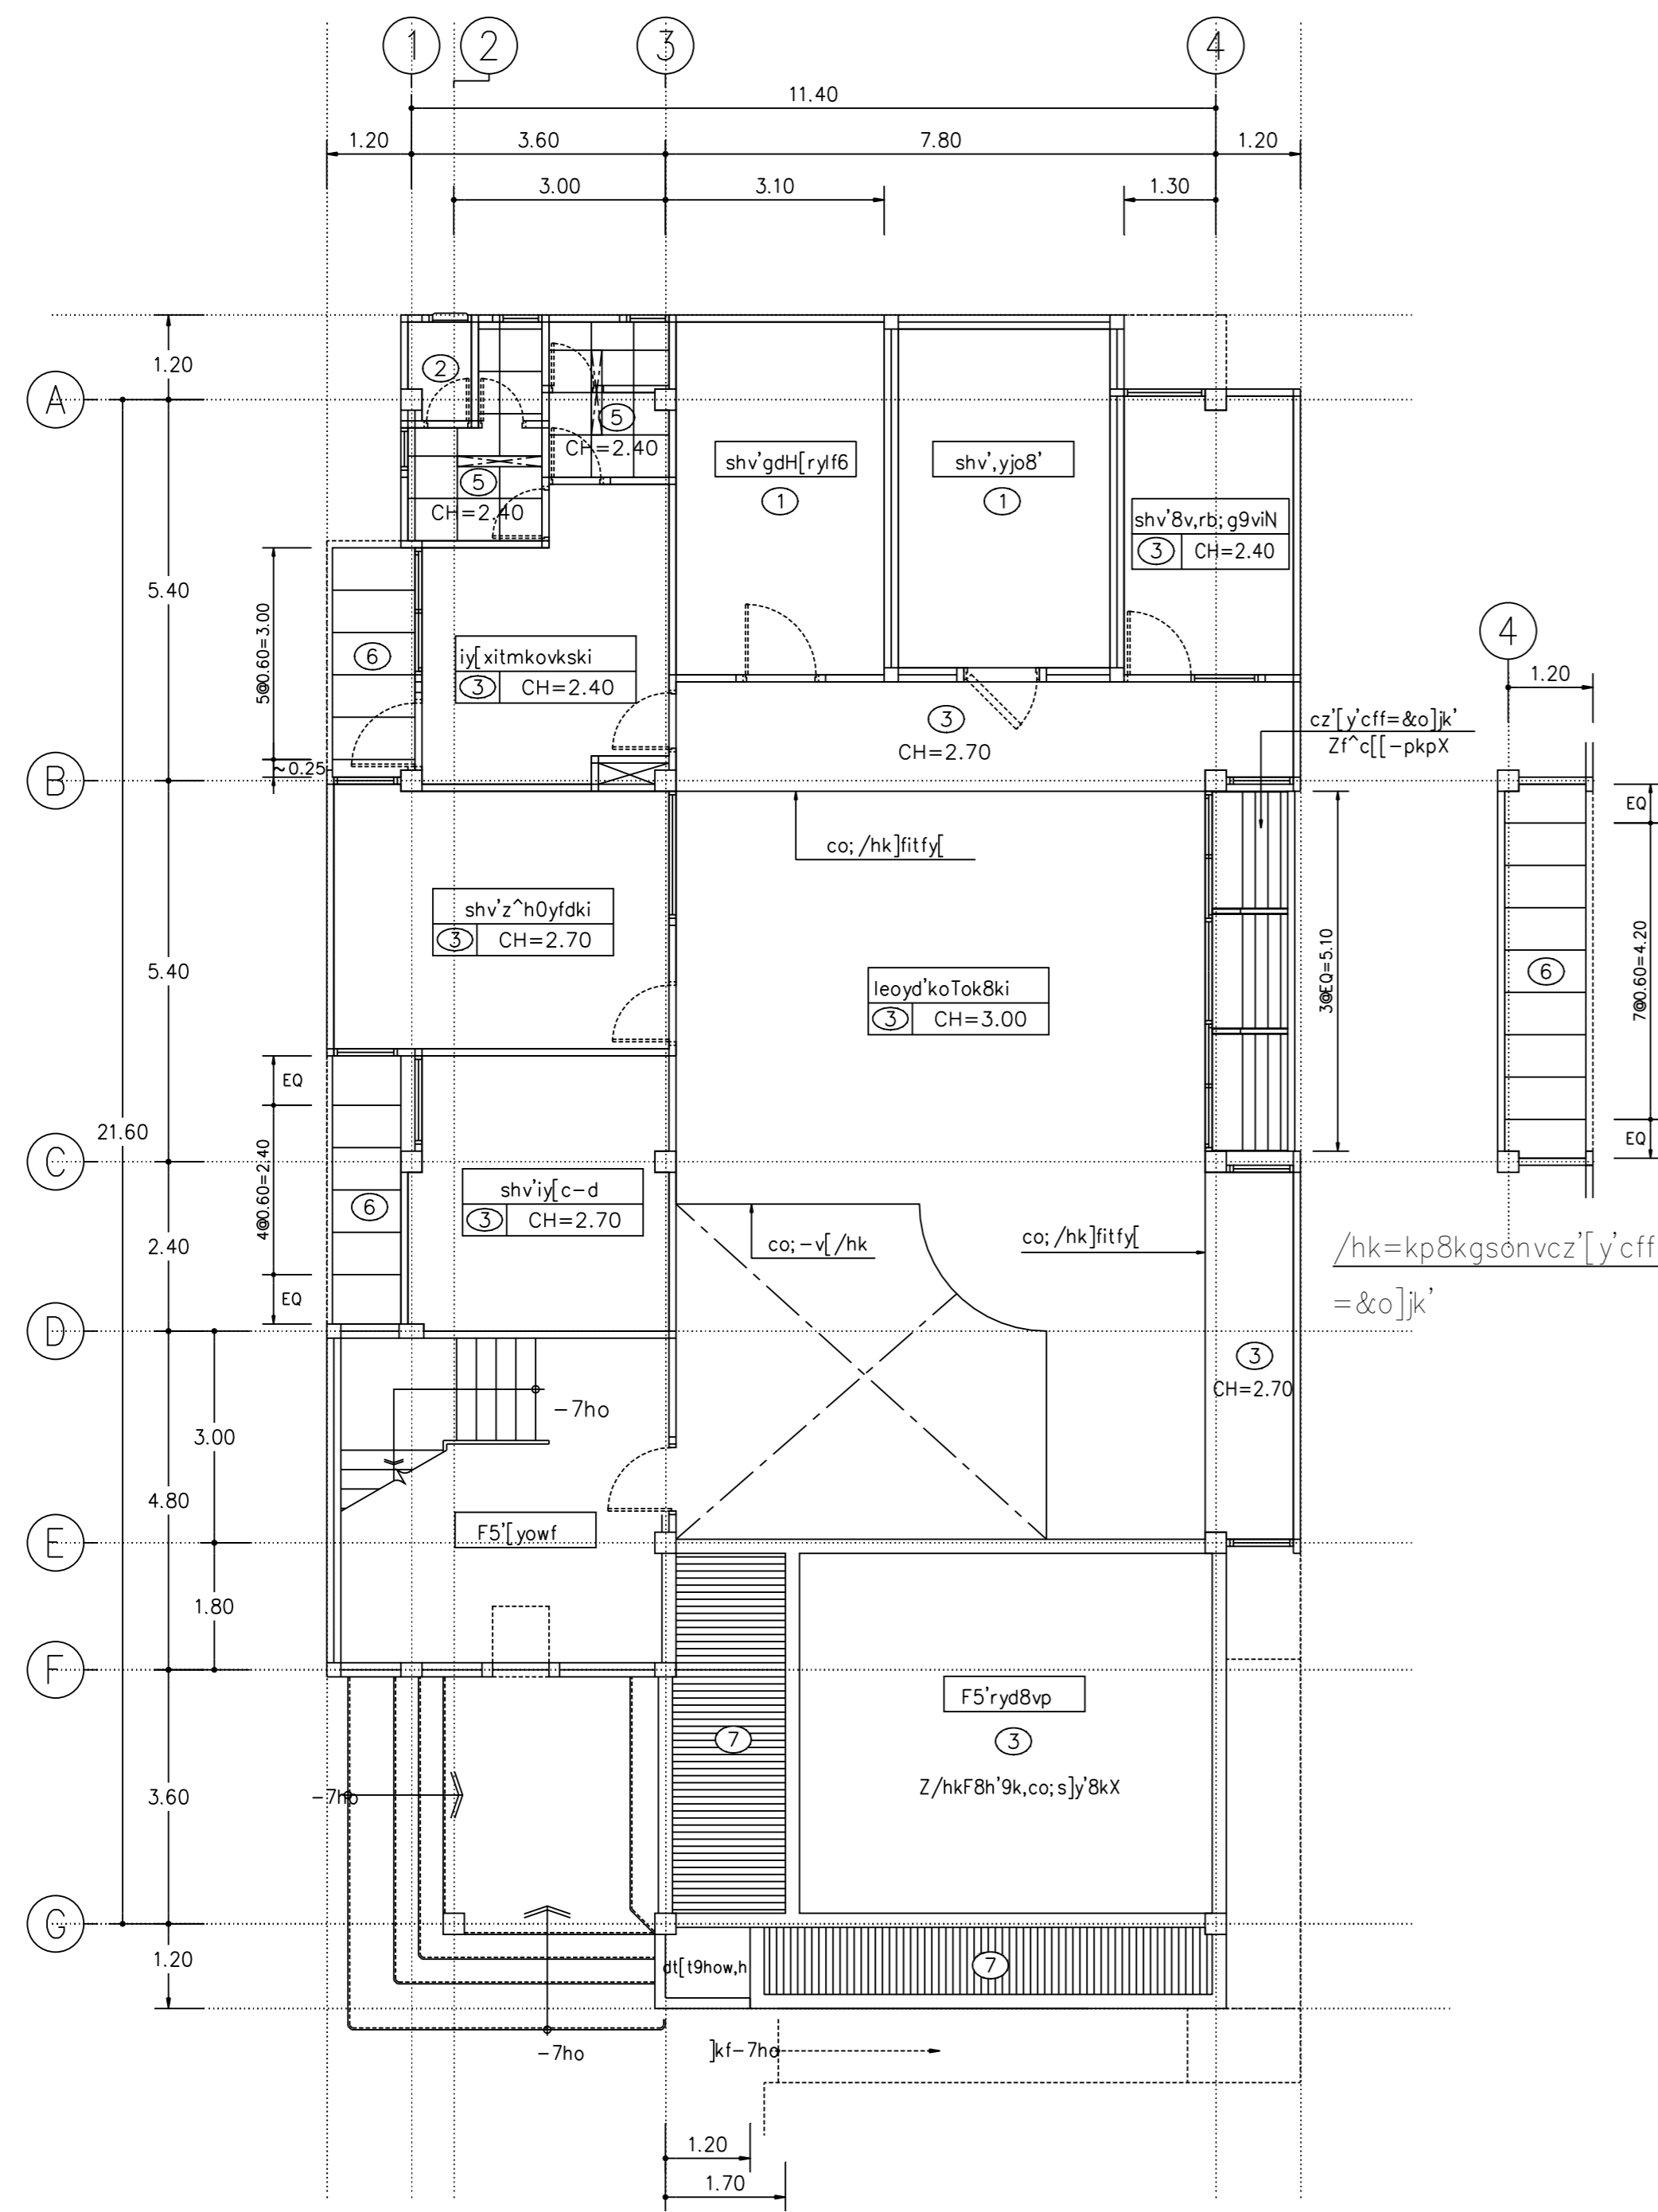 1
2
3
4
11.40
1.20
3.60
7.80
1.20
3.00
3.10
1.30
1.20
A
2
5
CH=2.40
5
CH=2.40
shv'gdH[rylf6
1
shv',yjo8'
1
shv'8v,rb;g9viN
3 CH=2.40
5.40
5@0.60=3.00
6
iy[xitmkovkski
3 CH=2.40
3
CH=2.70
4
1.20
cz'[y'cff=&o]jk'
Zf^c[[-pkpX
~0.25
B
EQ
co;/hk]fitfy[
shv'z^h0yfdki
3 CH=2.70
5.40
leoyd'koTok8ki
3 CH=3.00
3@EQ=5.10
6
7@0.60=4.20
EQ
21.60
EQ
C
4@0.60=2.40
shv'iy[c-d
3 CH=2.70
6
2.40
co;-v[/hk
co;/hk]fitfy[
/hk=kp8kgsonvcz'[y'cff
=&o]jk'
EQ
D
3
CH=2.70
-7ho
3.00
4.80
F5'[yowf
E
1.80
F
F5'ryd8vp
3
Z/hkF8h'9k,co;s]y'8kX
7
3.60
-7ho
G
1.20
dt[t9how,h
7
-7ho
]kf-7ho
1.20
1.70